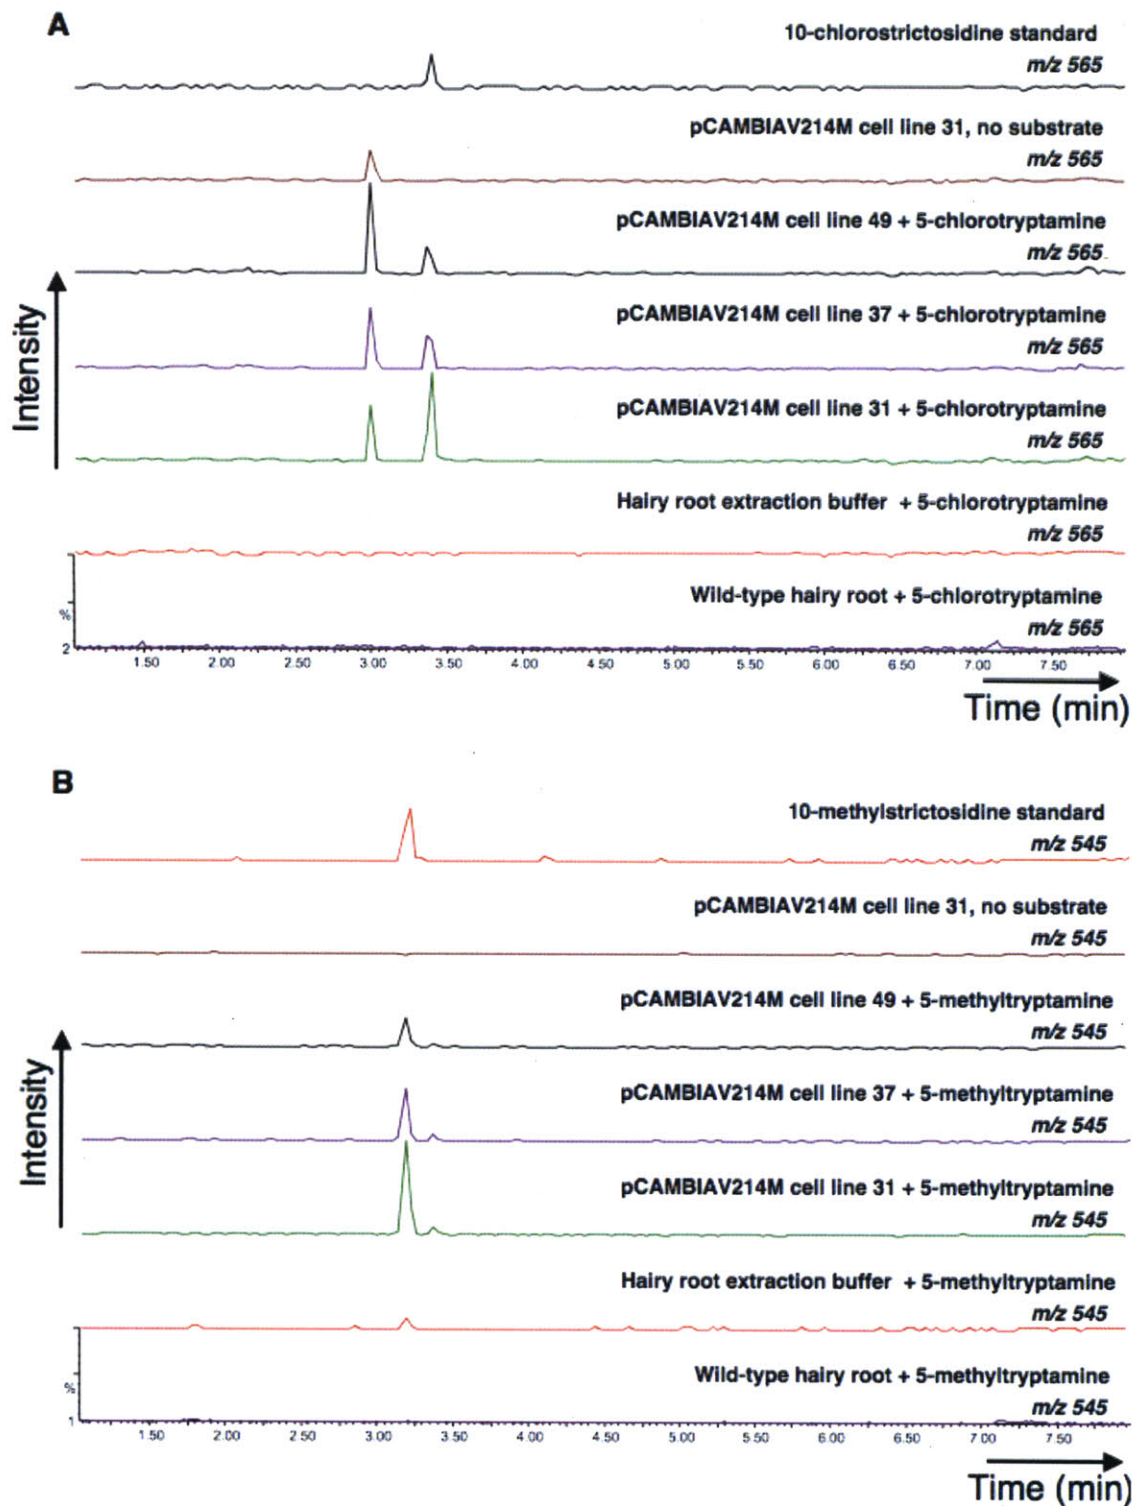 A
10-chlorostrictosidine standard
m/z 565
pCAMBIAV214M cell line 31, no substrate
m/z 565
pCAMBIAV214M cell line 49 + 5-chlorotryptamine
m/z 565
pCAMBIAV214M cell line 37 + 5-chlorotryptamine
m/z 565
pCAMBIAV214M cell line 31 + 5-chlorotryptamine
m/z 565
Intensity
Hairy root extraction buffer + 5-chlorotryptamine
m/z 565
Wild-type hairy root + 5-chlorotryptamine
m/z 565
%
2
1.50 2.00 2.50 3.00 3.50 4.00 4.50 5.00 5.50 6.00 6.50 7.00 7.50
Time (min)
B
10-methylstrictosidine standard
m/z 545
pCAMBIAV214M cell line 31, no substrate
m/z 545
pCAMBIAV214M cell line 49 + 5-methyltryptamine
m/z 545
pCAMBIAV214M cell line 37 + 5-methyltryptamine
m/z 545
pCAMBIAV214M cell line 31 + 5-methyltryptamine
m/z 545
Intensity
Hairy root extraction buffer + 5-methyltryptamine
m/z 545
Wild-type hairy root + 5-methyltryptamine
m/z 545
%
1
1.50 2.00 2.50 3.00 3.50 4.00 4.50 5.00 5.50 6.00 6.50 7.00 7.50
Time (min)